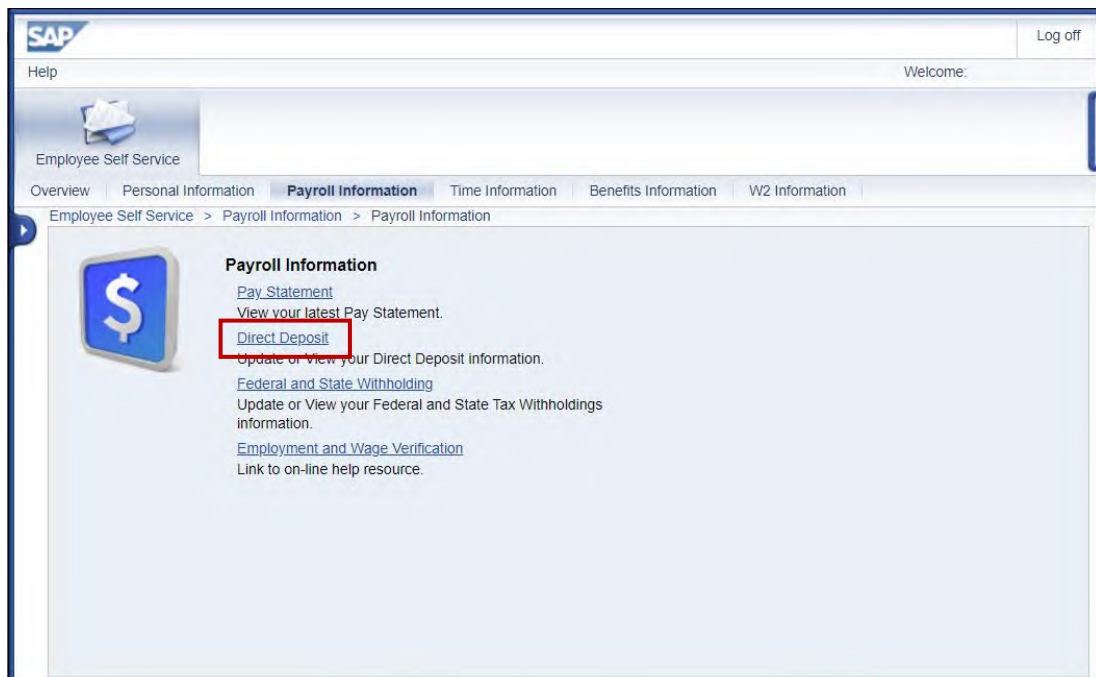 SAP
Log off
Help
Welcome:
Employee Self Service
Overview Personal Information Payroll Information Time Information Benefits Information W2 Information
Employee Self Service > Payroll Information > Payroll Information
$
Payroll Information
Pay Statement
View your latest Pay Statement.
Direct Deposit
Update or View your Direct Deposit information.
Federal and State Withholding
Update or View your Federal and State Tax Withholdings
information.
Employment and Wage Verification
Link to on-line help resource.